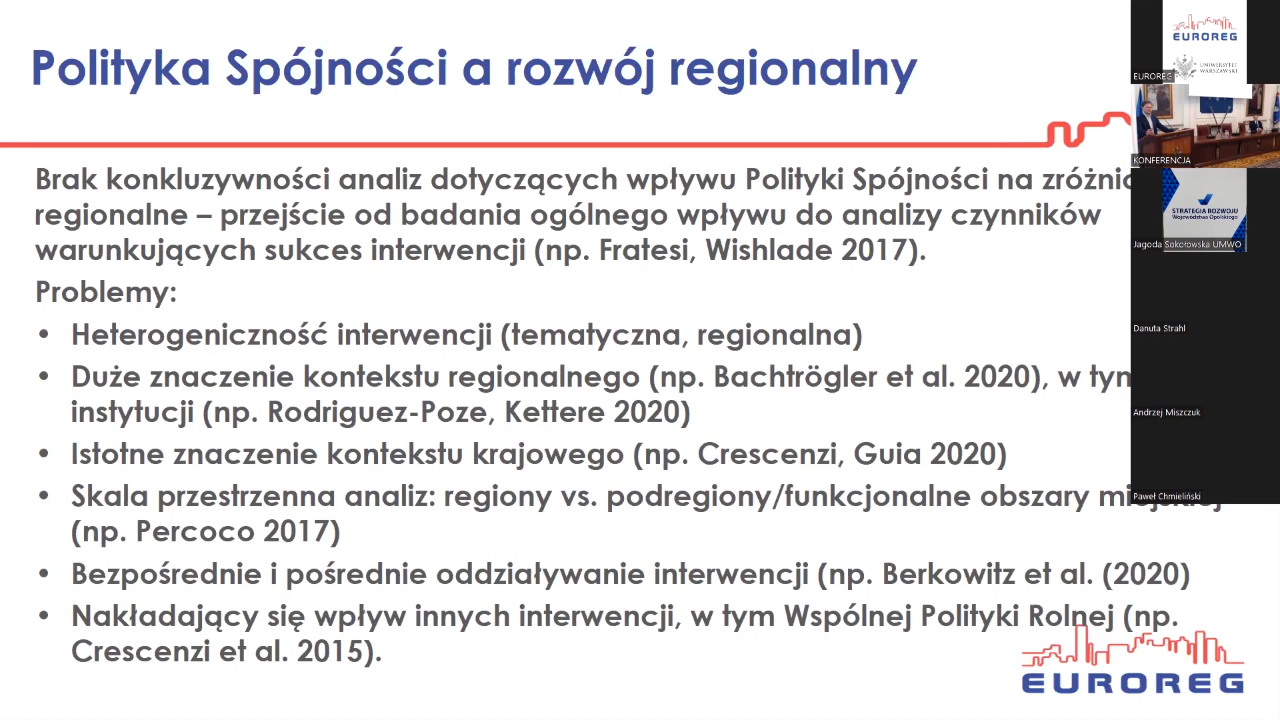 Polityka Spójności a rozwój regionalny
Brak konkluzywności analiz dotyczących wpływu Polityki Spójności na
regionalne – przejście od badania ogólnego wpływu do analizy czynników
warunkujących sukces interwencji (np. Fratesi, Wishlade 2017).
Problemy:
• Heterogeniczność interwencji (tematyczna, regionalna)
• Duże znaczenie kontekstu regionalnego (np. Bachtrögler et al. 2020), w
instytucji (np. Rodriguez-Poze, Kettere 2020)
• Istotne znaczenie kontekstu krajowego (np. Crescenzi, Guia 2020)
• Skala przestrzenna analiz: regiony vs. podregiony/funkcjonalne obszary
(np. Percoco 2017)
• Bezpośrednie i pośrednie oddziaływanie interwencji (np. Berkowitz et al. (2020)
• Nakładający się wpływ innych interwencji, w tym Wspólnej Polityki Rolnej (np.
Crescenzi et al. 2015).
EUROREG
EUROREG
UNIWERSYTET
WARSZAWSKI
EUROREG
KONFERENCJA
STRATEGIA ROZWOJU
Województwa Opolskiego
Jagoda Sokołowska UMWO
Danuta Strahl
Andrzej Miszczuk
Paweł Chmieliński